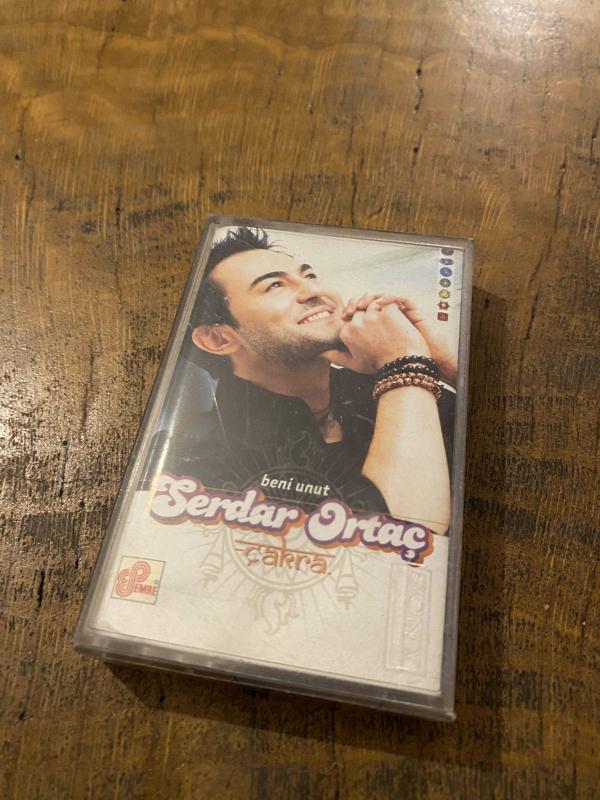 beni unut
Serdar Ortaç
çakra
EMRE